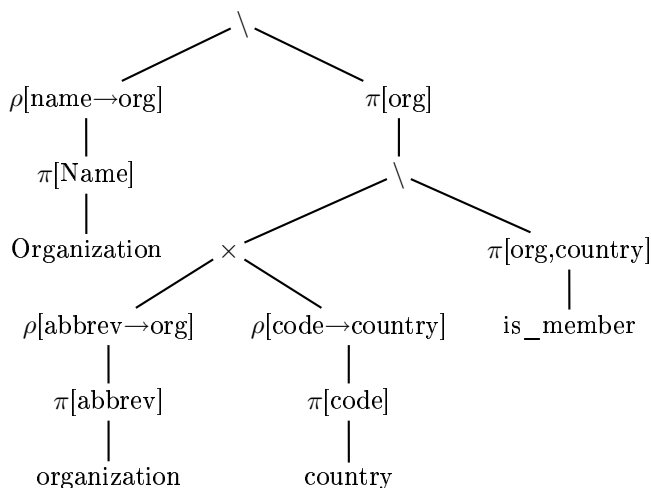 \
ρ[name→org] π[org]
π[Name] \
Organization × π[org,country]
ρ[abbrev→org] ρ[code→country] is_member
π[abbrev] π[code]
organization country